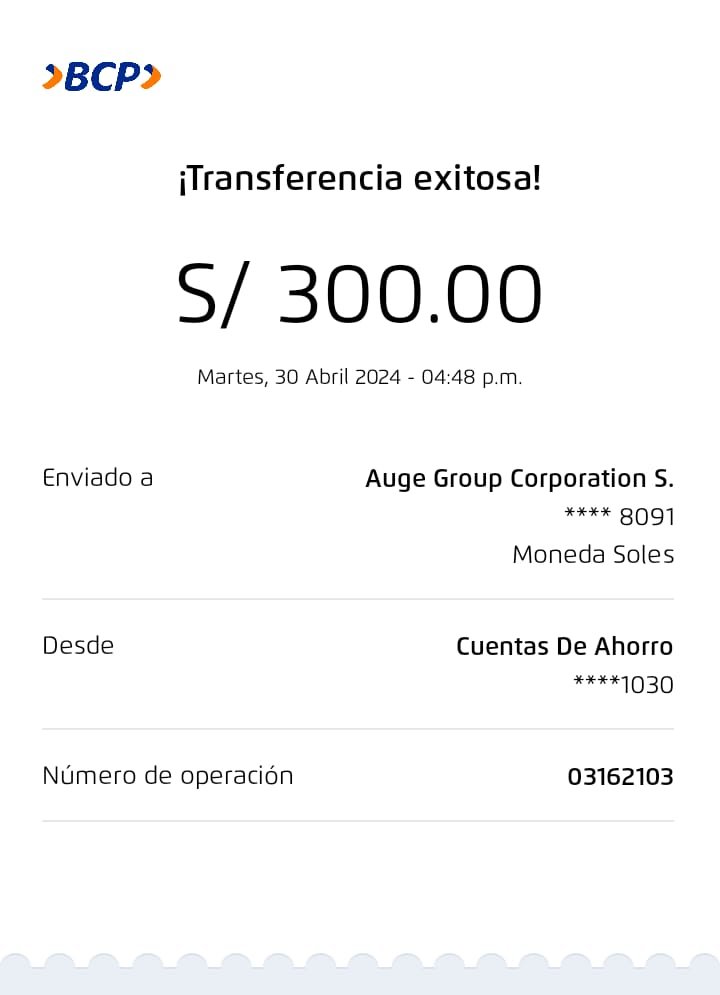 BCP
¡Transferencia exitosa!
S/ 300.00
Martes, 30 Abril 2024 - 04:48 p.m.
Enviado a
Auge Group Corporation S.
**** 8091
Moneda Soles
Desde
Cuentas De Ahorro
****1030
Número de operación
03162103